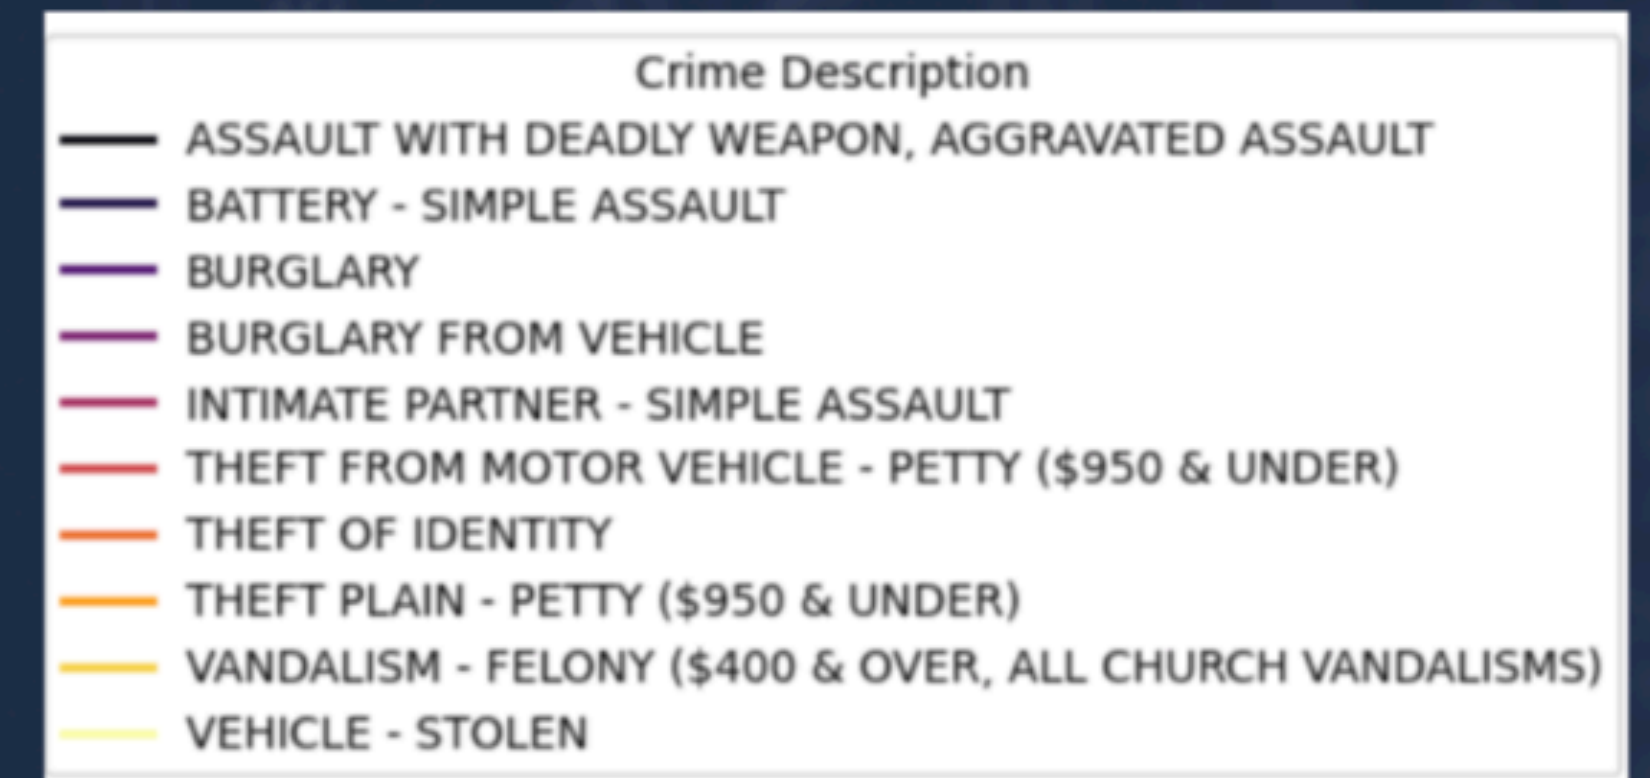 Crime Description
ASSAULT WITH DEADLY WEAPON, AGGRAVATED ASSAULT
BATTERY - SIMPLE ASSAULT
BURGLARY
BURGLARY FROM VEHICLE
INTIMATE PARTNER - SIMPLE ASSAULT
THEFT FROM MOTOR VEHICLE - PETTY ($950 & UNDER)
THEFT OF IDENTITY
THEFT PLAIN - PETTY ($950 & UNDER)
VANDALISM - FELONY ($400 & OVER, ALL CHURCH VANDALISMS)
VEHICLE - STOLEN